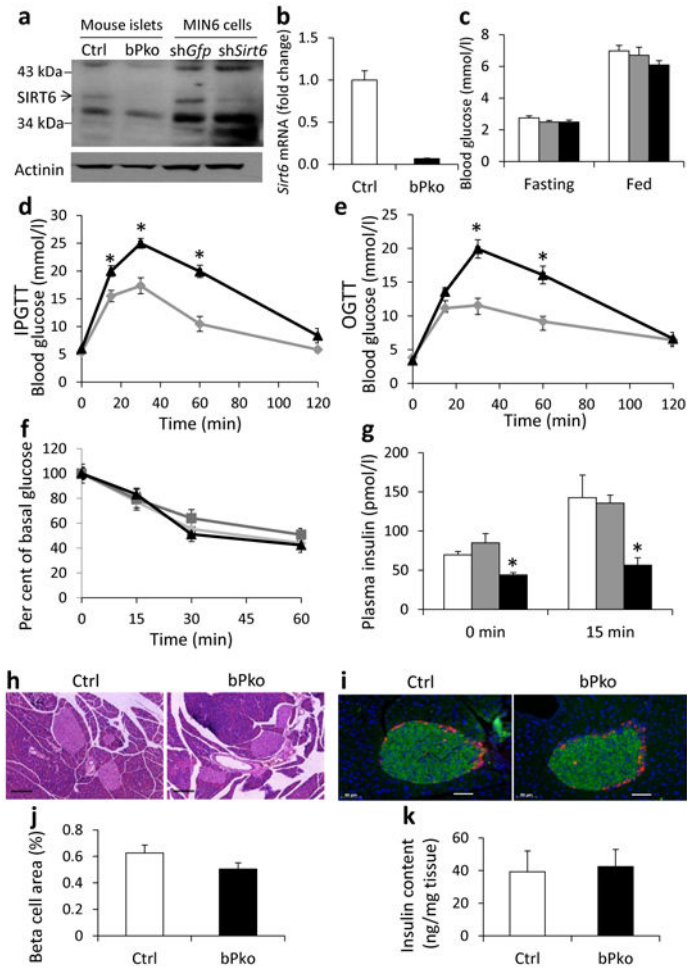 a
Mouse islets MIN6 cells
Ctrl bPko shGfp shSirt6
43 kDa
SIRT6
34 kDa
Actinin
b
Sirt6 mRNA (fold change)
1.5
1.0
0.5
0.0
Ctrl bPko
c
Blood glucose (mmol/l)
8
6
4
2
0
Fasting Fed
d
IPGTT
Blood glucose (mmol/l)
30
25
20
15
10
5
0
* * *
0 20 40 60 80 100 120
Time (min)
e
OGTT
Blood glucose (mmol/l)
25
20
15
10
5
0
* *
0 20 40 60 80 100 120
Time (min)
f
Per cent of basal glucose
120
100
80
60
40
20
0
0 15 30 45 60
Time (min)
g
Plasma insulin (pmol/l)
200
150
100
50
0
* *
0 min 15 min
h
Ctrl bPko
i
Ctrl bPko
j
Beta cell area (%)
0.8
0.6
0.4
0.2
0
Ctrl bPko
k
Insulin content
(ng/mg tissue)
80
60
40
20
0
Ctrl bPko